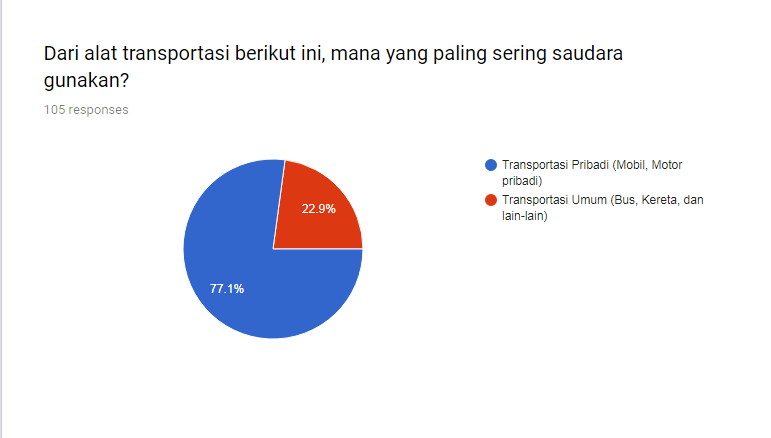 Dari alat transportasi berikut ini, mana yang paling sering saudara
gunakan?
105 responses
Transportasi Pribadi (Mobil, Motor
pribadi)
Transportasi Umum (Bus, Kereta, dan
lain-lain)
22.9%
77.1%